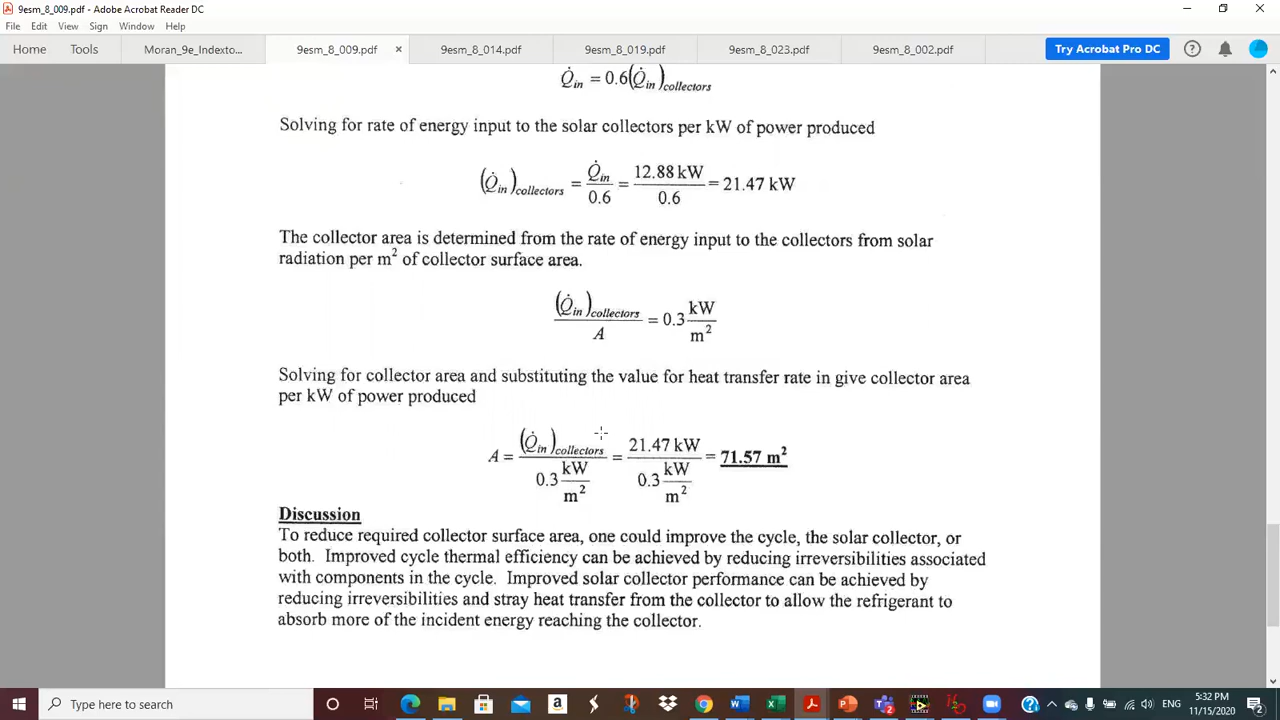 9esm_8_009.pdf - Adobe Acrobat Reader DC
File Edit View Sign Window Help
Home Tools Moran_9e_Indexto... 9esm_8_009.pdf × 9esm_8_014.pdf 9esm_8_019.pdf 9esm_8_023.pdf 9esm_8_002.pdf Try Acrobat Pro DC
Q̇in = 0.6(Q̇in)collectors
Solving for rate of energy input to the solar collectors per kW of power produced
(Q̇in)collectors = Q̇in / 0.6 = 12.88 kW / 0.6 = 21.47 kW
The collector area is determined from the rate of energy input to the collectors from solar
radiation per m² of collector surface area.
(Q̇in)collectors / A = 0.3 kW/m²
Solving for collector area and substituting the value for heat transfer rate in give collector area
per kW of power produced
A = (Q̇in)collectors / 0.3 kW/m² = 21.47 kW / 0.3 kW/m² = 71.57 m²
Discussion
To reduce required collector surface area, one could improve the cycle, the solar collector, or
both. Improved cycle thermal efficiency can be achieved by reducing irreversibilities associated
with components in the cycle. Improved solar collector performance can be achieved by
reducing irreversibilities and stray heat transfer from the collector to allow the refrigerant to
absorb more of the incident energy reaching the collector.
Type here to search
ENG
5:32 PM
11/15/2020